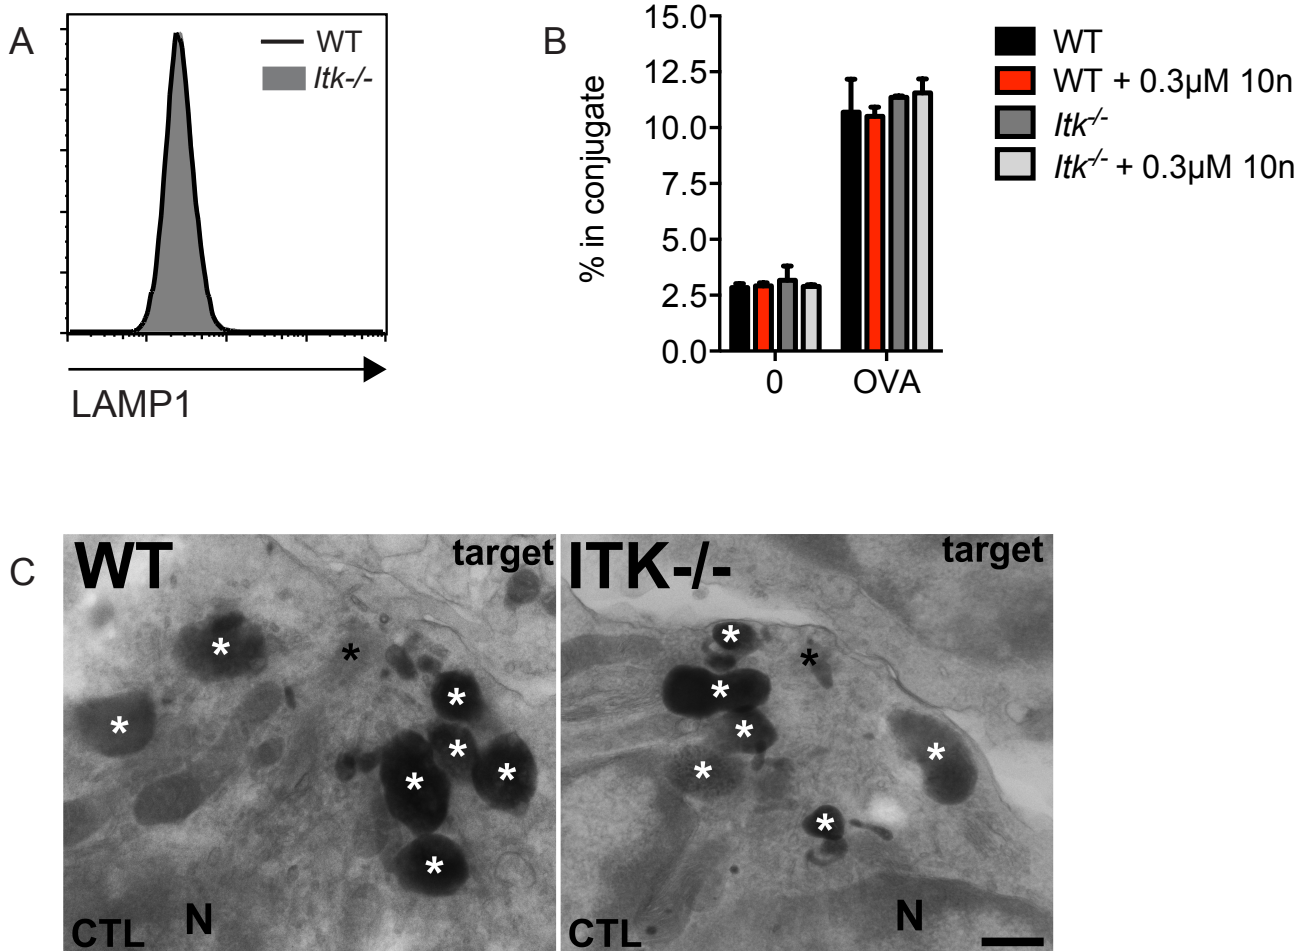 A
WT
Itk-/-
LAMP1
B
% in conjugate
15.0
12.5
10.0
7.5
5.0
2.5
0.0
0
OVA
WT
WT + 0.3µM 10n
Itk-/-
Itk-/- + 0.3µM 10n
C
WT
target
*
*
*
*
*
*
*
*
CTL
N
ITK-/-
target
*
*
*
*
*
*
*
CTL
N